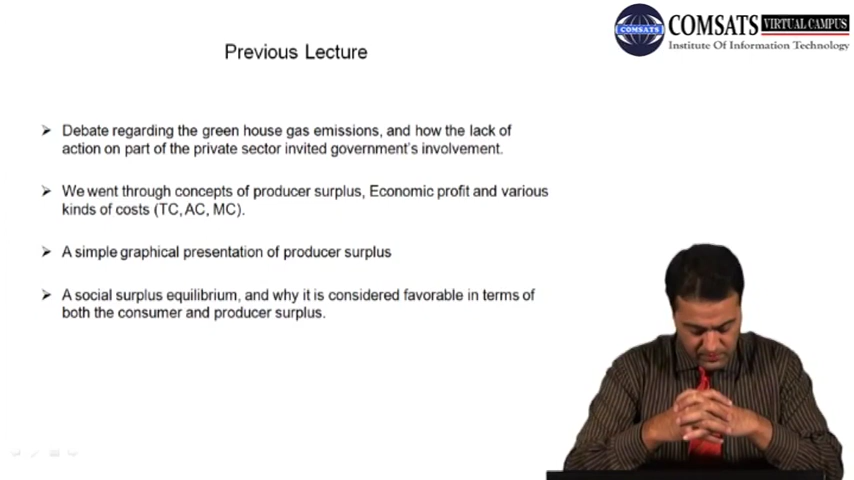 COMSATS VIRTUAL CAMPUS
Institute Of Information Technology
COMSATS
Previous Lecture
➢ Debate regarding the green house gas emissions, and how the lack of
action on part of the private sector invited government's involvement.
➢ We went through concepts of producer surplus, Economic profit and various
kinds of costs (TC, AC, MC).
➢ A simple graphical presentation of producer surplus
➢ A social surplus equilibrium, and why it is considered favorable in terms of
both the consumer and producer surplus.